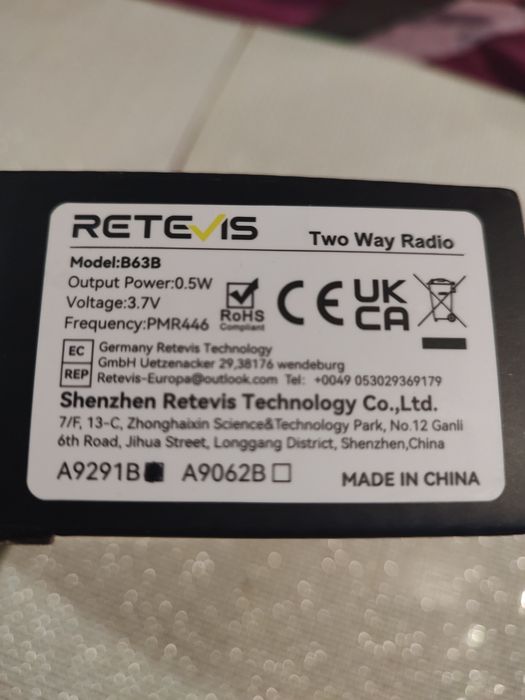 RETEVIS
Two Way Radio
Model:B63B
Output Power:0.5W
Voltage:3.7V
Frequency:PMR446
RoHS
Compliant
CE
UK
CA
EC
REP
Germany Retevis Technology
GmbH Uetzenacker 29,38176 wendeburg
Retevis-Europa@outlook.com Tel: +0049 053029369179
Shenzhen Retevis Technology Co.,Ltd.
7/F, 13-C, Zhonghaixin Science&Technology Park, No.12 Ganli
6th Road, Jihua Street, Longgang District, Shenzhen,China
A9291B■ A9062B□
MADE IN CHINA